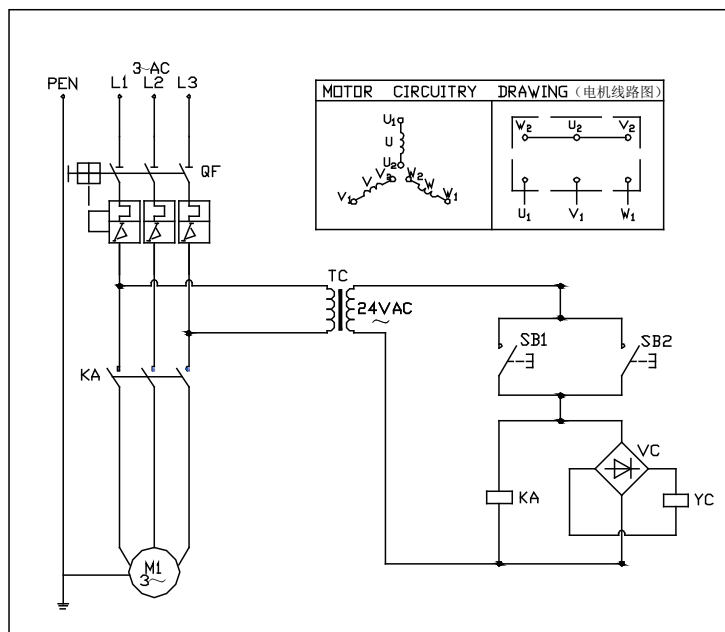 3~AC
PEN L1 L2 L3
QF
MOTOR CIRCUITRY DRAWING（电机线路图）
U1
U
U2
V2 W2
V W
V1 W1
W2 U2 V2
U1 V1 W1
TC
24VAC
~
SB1 SB2
KA
VC
KA YC
M1
3~